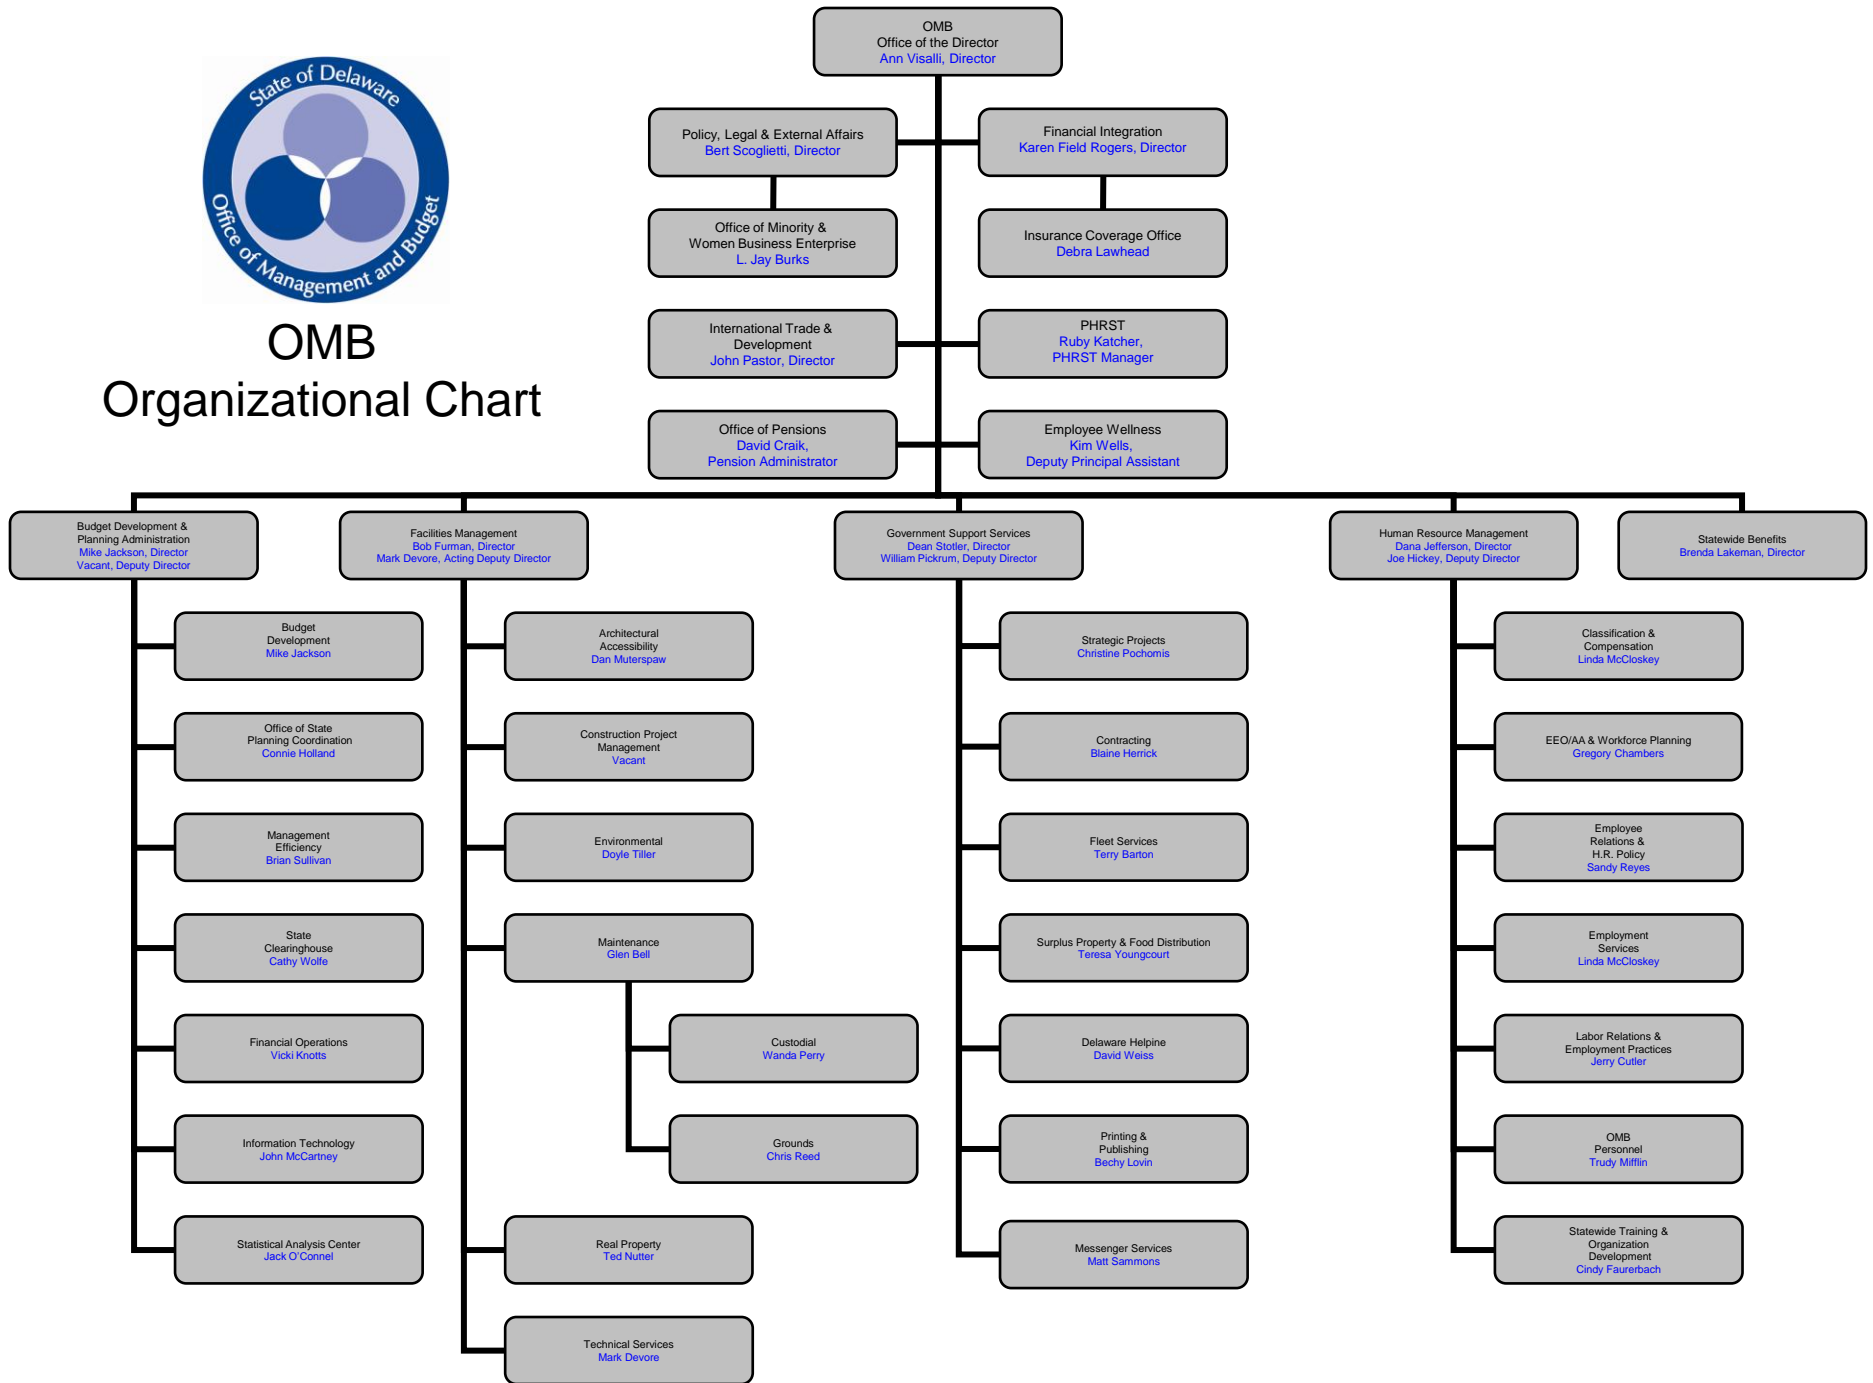 OMB
Office of the Director
Ann Visalli, Director
State of Delaware
Office of Management and Budget
OMB
Organizational Chart
Policy, Legal & External Affairs
Bert Scoglietti, Director
Financial Integration
Karen Field Rogers, Director
Office of Minority &
Women Business Enterprise
L. Jay Burks
Insurance Coverage Office
Debra Lawhead
International Trade &
Development
John Pastor, Director
PHRST
Ruby Katcher,
PHRST Manager
Office of Pensions
David Craik,
Pension Administrator
Employee Wellness
Kim Wells,
Deputy Principal Assistant
Budget Development &
Planning Administration
Mike Jackson, Director
Vacant, Deputy Director
Facilities Management
Bob Furman, Director
Mark Devore, Acting Deputy Director
Government Support Services
Dean Stotler, Director
William Pickrum, Deputy Director
Human Resource Management
Dana Jefferson, Director
Joe Hickey, Deputy Director
Statewide Benefits
Brenda Lakeman, Director
Budget
Development
Mike Jackson
Office of State
Planning Coordination
Connie Holland
Management
Efficiency
Brian Sullivan
State
Clearinghouse
Cathy Wolfe
Financial Operations
Vicki Knotts
Information Technology
John McCartney
Statistical Analysis Center
Jack O'Connel
Architectural
Accessibility
Dan Muterspaw
Construction Project
Management
Vacant
Environmental
Doyle Tiller
Maintenance
Glen Bell
Custodial
Wanda Perry
Grounds
Chris Reed
Real Property
Ted Nutter
Technical Services
Mark Devore
Strategic Projects
Christine Pochomis
Contracting
Blaine Herrick
Fleet Services
Terry Barton
Surplus Property & Food Distribution
Teresa Youngcourt
Delaware Helpine
David Weiss
Printing &
Publishing
Bechy Lovin
Messenger Services
Matt Sammons
Classification &
Compensation
Linda McCloskey
EEO/AA & Workforce Planning
Gregory Chambers
Employee
Relations &
H.R. Policy
Sandy Reyes
Employment
Services
Linda McCloskey
Labor Relations &
Employment Practices
Jerry Cutler
OMB
Personnel
Trudy Mifflin
Statewide Training &
Organization
Development
Cindy Faurerbach